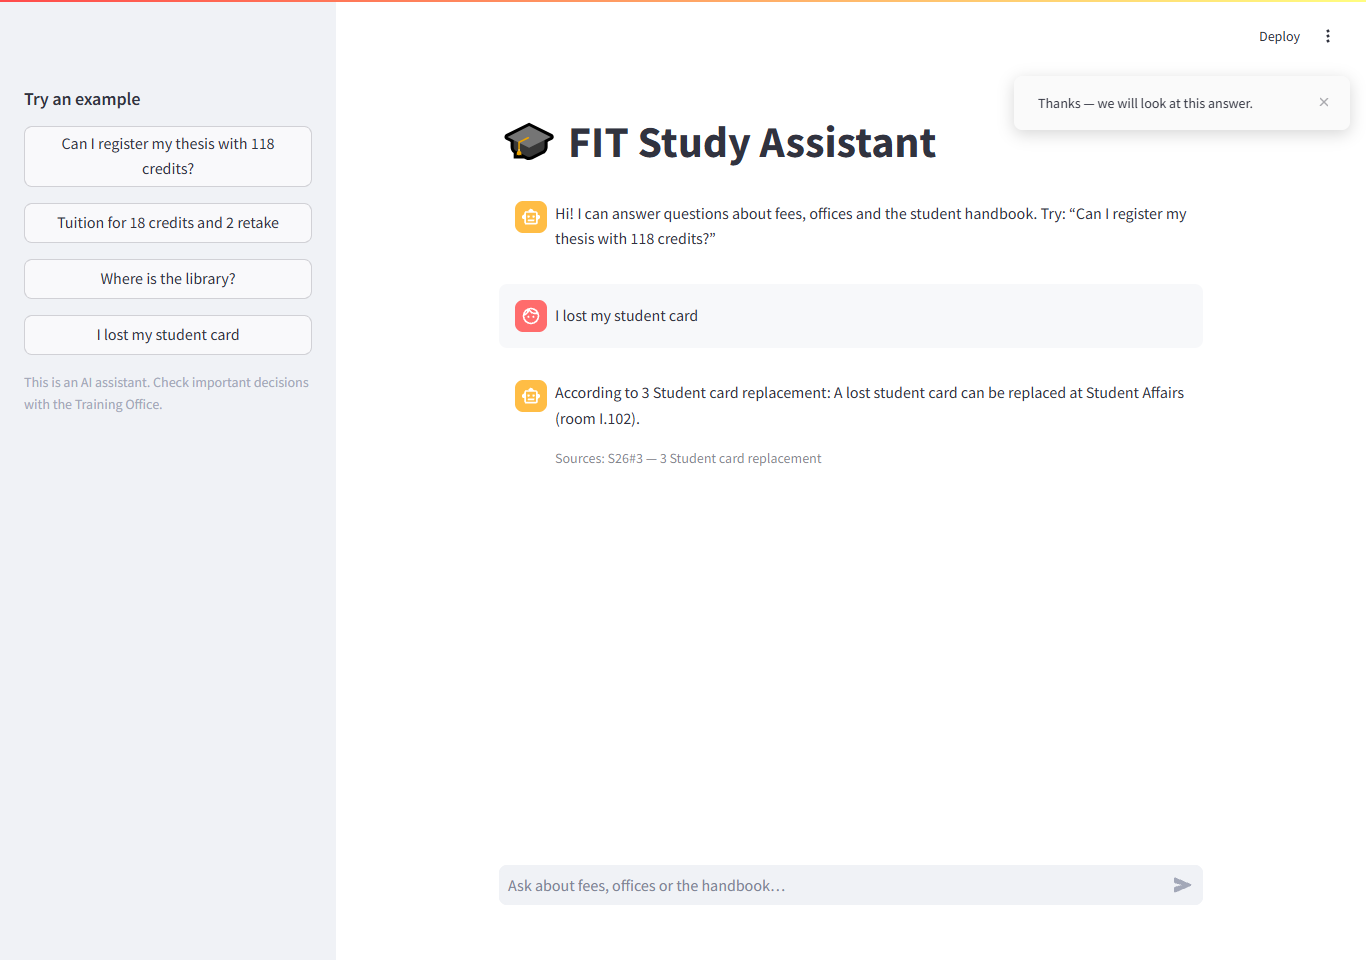 Deploy
Thanks — we will look at this answer.
Try an example
Can I register my thesis with 118
credits?
Tuition for 18 credits and 2 retake
Where is the library?
I lost my student card
This is an AI assistant. Check important decisions
with the Training Office.
FIT Study Assistant
Hi! I can answer questions about fees, offices and the student handbook. Try: “Can I register my
thesis with 118 credits?”
I lost my student card
According to 3 Student card replacement: A lost student card can be replaced at Student Affairs
(room I.102).
Sources: S26#3 — 3 Student card replacement
Ask about fees, offices or the handbook…